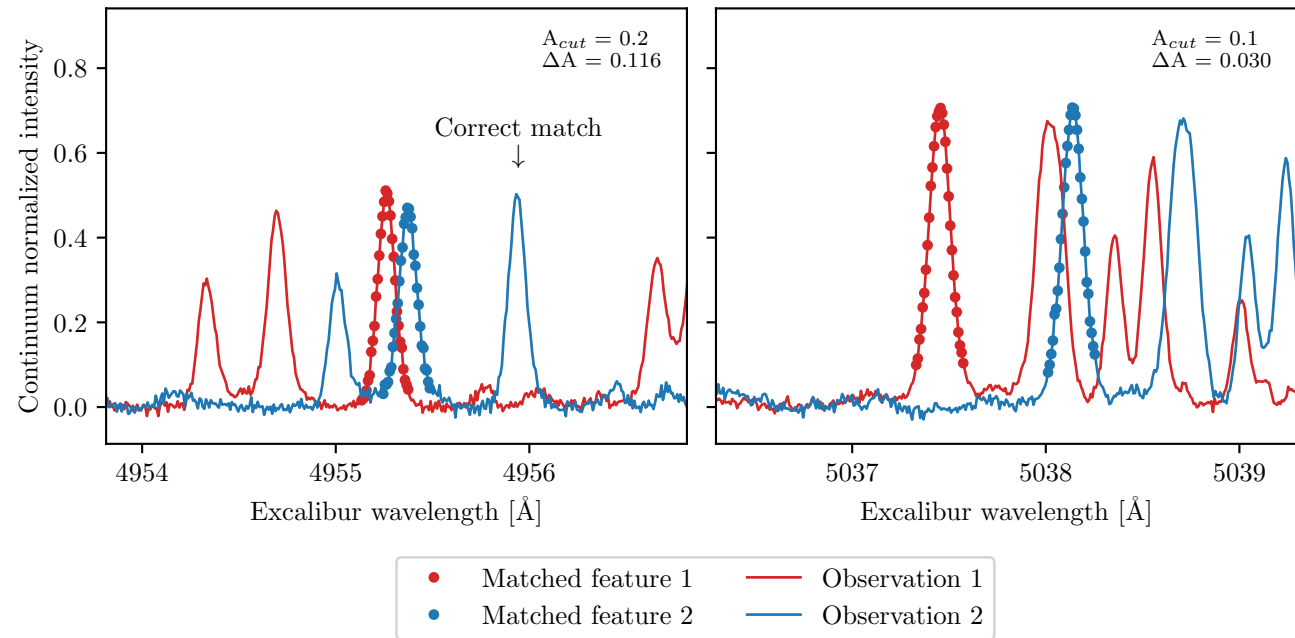 Continuum normalized intensity
0.8
0.6
0.4
0.2
0.0
A_cut = 0.2
ΔA = 0.116
Correct match
↓
4954 4955 4956
Excalibur wavelength [Å]
A_cut = 0.1
ΔA = 0.030
5037 5038 5039
Excalibur wavelength [Å]
Matched feature 1
Matched feature 2
Observation 1
Observation 2